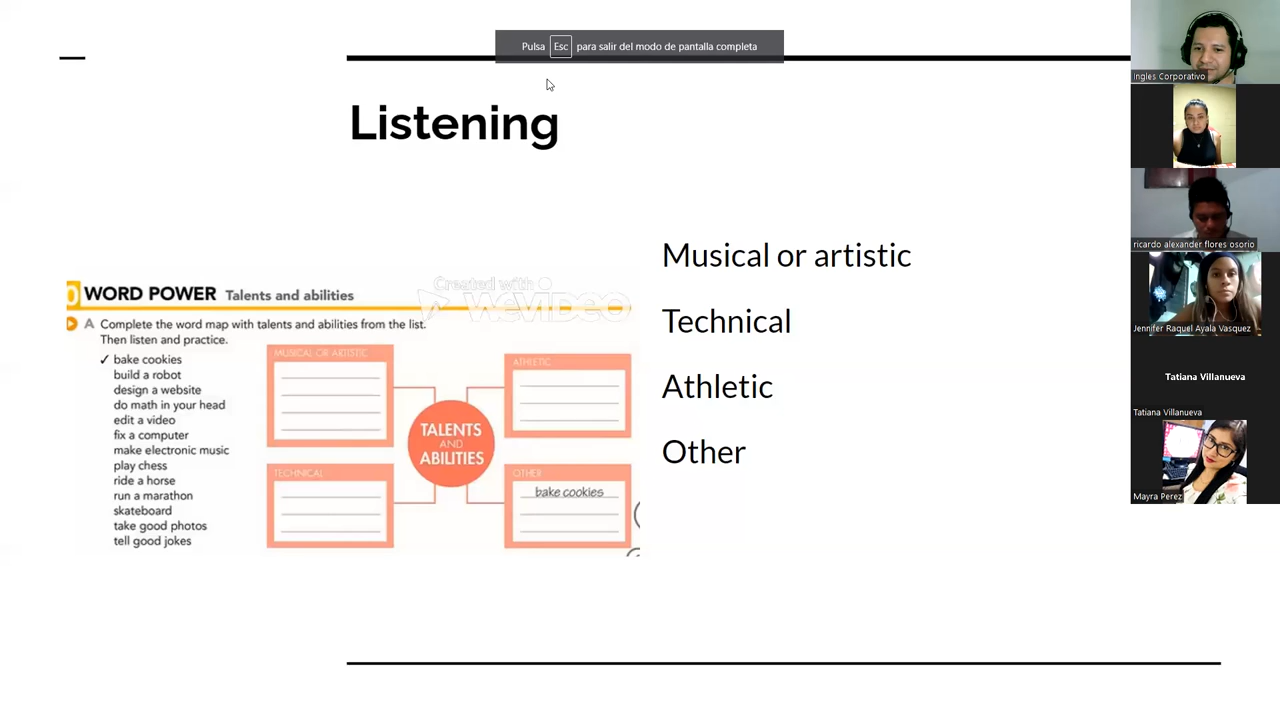 Pulsa Esc para salir del modo de pantalla completa
Listening
Musical or artistic
Technical
Athletic
Other
Created with
WeVideo
WORD POWER Talents and abilities
A Complete the word map with talents and abilities from the list.
Then listen and practice.
✓ bake cookies
build a robot
design a website
do math in your head
edit a video
fix a computer
make electronic music
play chess
ride a horse
run a marathon
skateboard
take good photos
tell good jokes
MUSICAL OR ARTISTIC
ATHLETIC
TALENTS
AND
ABILITIES
TECHNICAL
OTHER
bake cookies
Ingles Corporativo
ricardo alexander flores osorio
Jennifer Raquel Ayala Vasquez
Tatiana Villanueva
Tatiana Villanueva
Mayra Perez